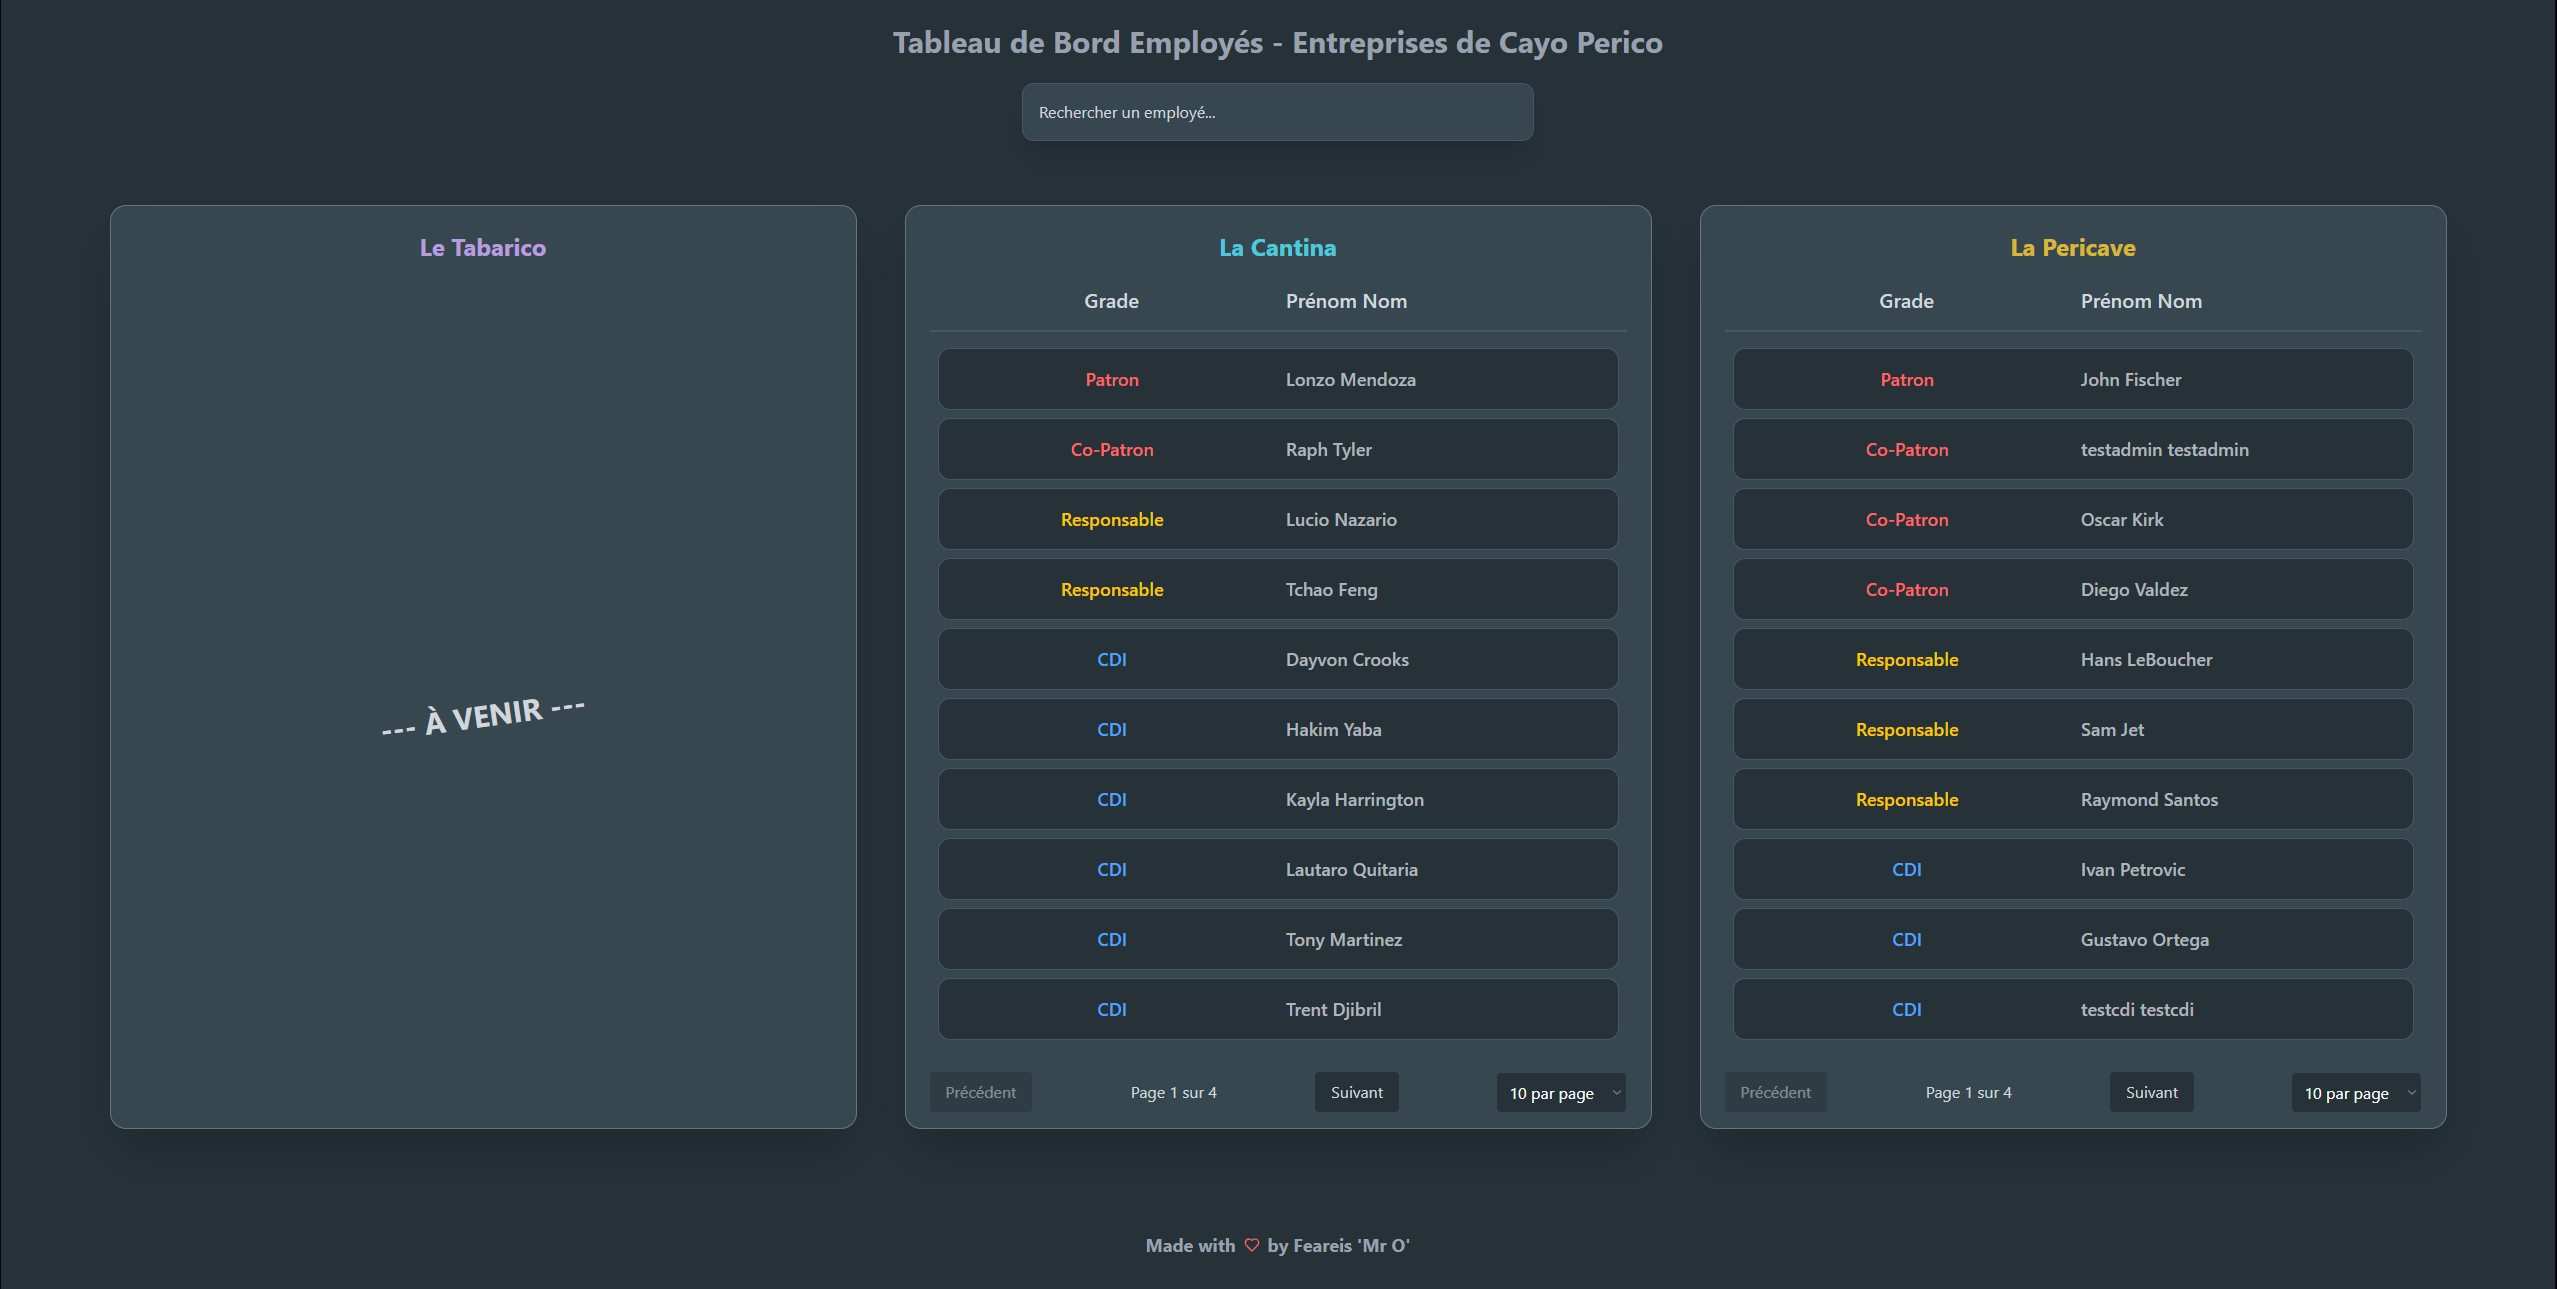 Tableau de Bord Employés - Entreprises de Cayo Perico
Rechercher un employé...
Le Tabarico
--- À VENIR ---
La Cantina
Grade Prénom Nom
Patron Lonzo Mendoza
Co-Patron Raph Tyler
Responsable Lucio Nazario
Responsable Tchao Feng
CDI Dayvon Crooks
CDI Hakim Yaba
CDI Kayla Harrington
CDI Lautaro Quitaria
CDI Tony Martinez
CDI Trent Djibril
Précédent Page 1 sur 4 Suivant 10 par page
La Pericave
Grade Prénom Nom
Patron John Fischer
Co-Patron testadmin testadmin
Co-Patron Oscar Kirk
Co-Patron Diego Valdez
Responsable Hans LeBoucher
Responsable Sam Jet
Responsable Raymond Santos
CDI Ivan Petrovic
CDI Gustavo Ortega
CDI testcdi testcdi
Précédent Page 1 sur 4 Suivant 10 par page
Made with ♡ by Feareis 'Mr O'